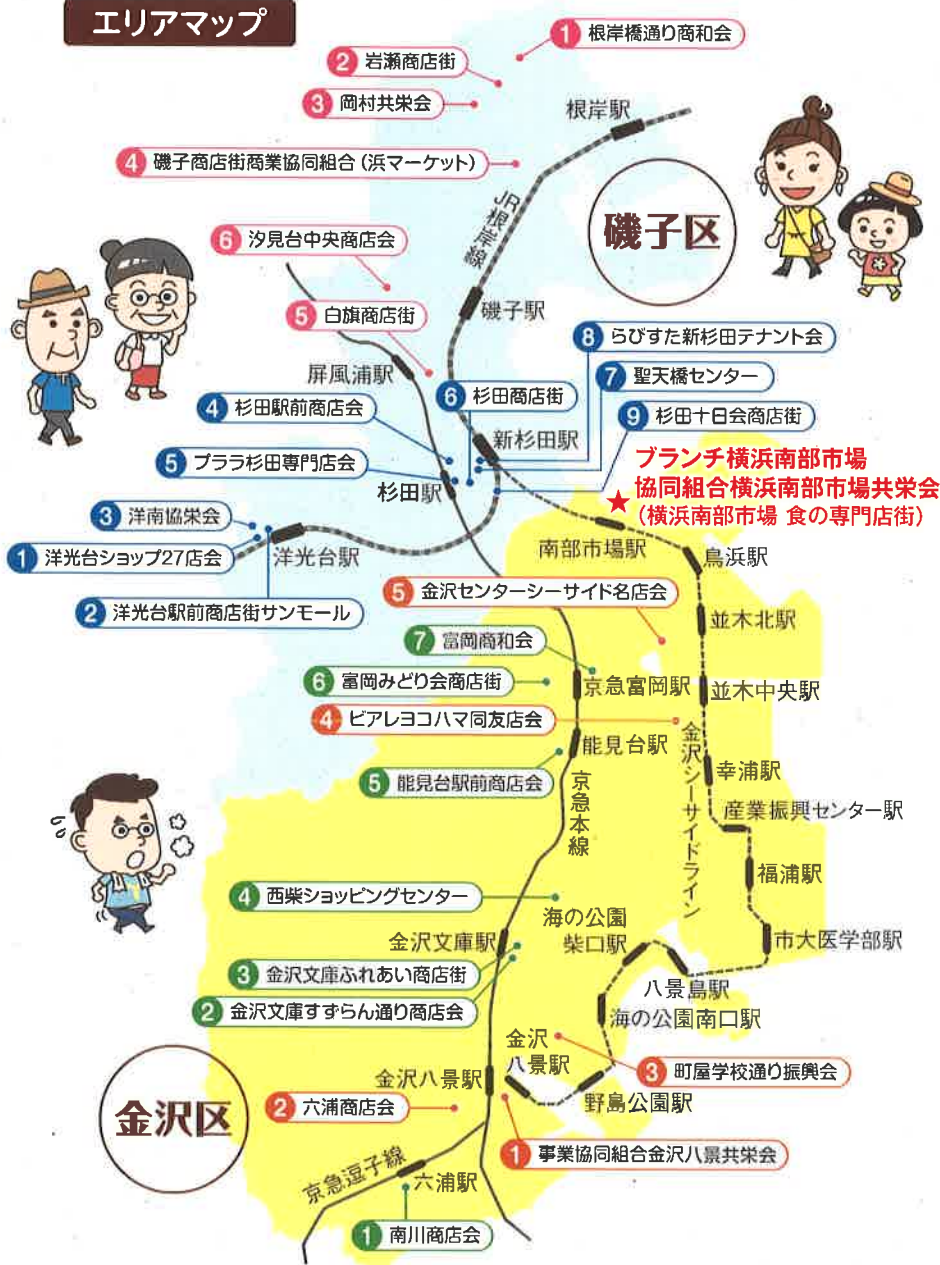 エリアマップ
1 根岸橋通り商和会
2 岩瀬商店街
3 岡村共栄会
根岸駅
4 磯子商店街商業協同組合(浜マーケット)
JR根岸線
磯子区
6 汐見台中央商店会
5 白旗商店街
磯子駅
8 らびすた新杉田テナント会
屏風浦駅
7 聖天橋センター
6 杉田商店街
4 杉田駅前商店会
9 杉田十日会商店街
新杉田駅
5 プララ杉田専門店会
杉田駅
ブランチ横浜南部市場
協同組合横浜南部市場共栄会
(横浜南部市場 食の専門店街)
3 洋南協栄会
1 洋光台ショップ27店会
洋光台駅
南部市場駅
鳥浜駅
2 洋光台駅前商店街サンモール
5 金沢センターシーサイド名店会
並木北駅
7 富岡商和会
6 富岡みどり会商店街
京急富岡駅
並木中央駅
4 ビアレヨコハマ同友店会
能見台駅
金沢シーサイドライン
幸浦駅
5 能見台駅前商店会
京急本線
産業振興センター駅
福浦駅
4 西柴ショッピングセンター
海の公園
柴口駅
金沢文庫駅
市大医学部駅
3 金沢文庫ふれあい商店街
八景島駅
2 金沢文庫すずらん通り商店会
海の公園南口駅
金沢
八景駅
3 町屋学校通り振興会
金沢八景駅
野島公園駅
金沢区
2 六浦商店会
1 事業協同組合金沢八景共栄会
京急逗子線
六浦駅
1 南川商店会